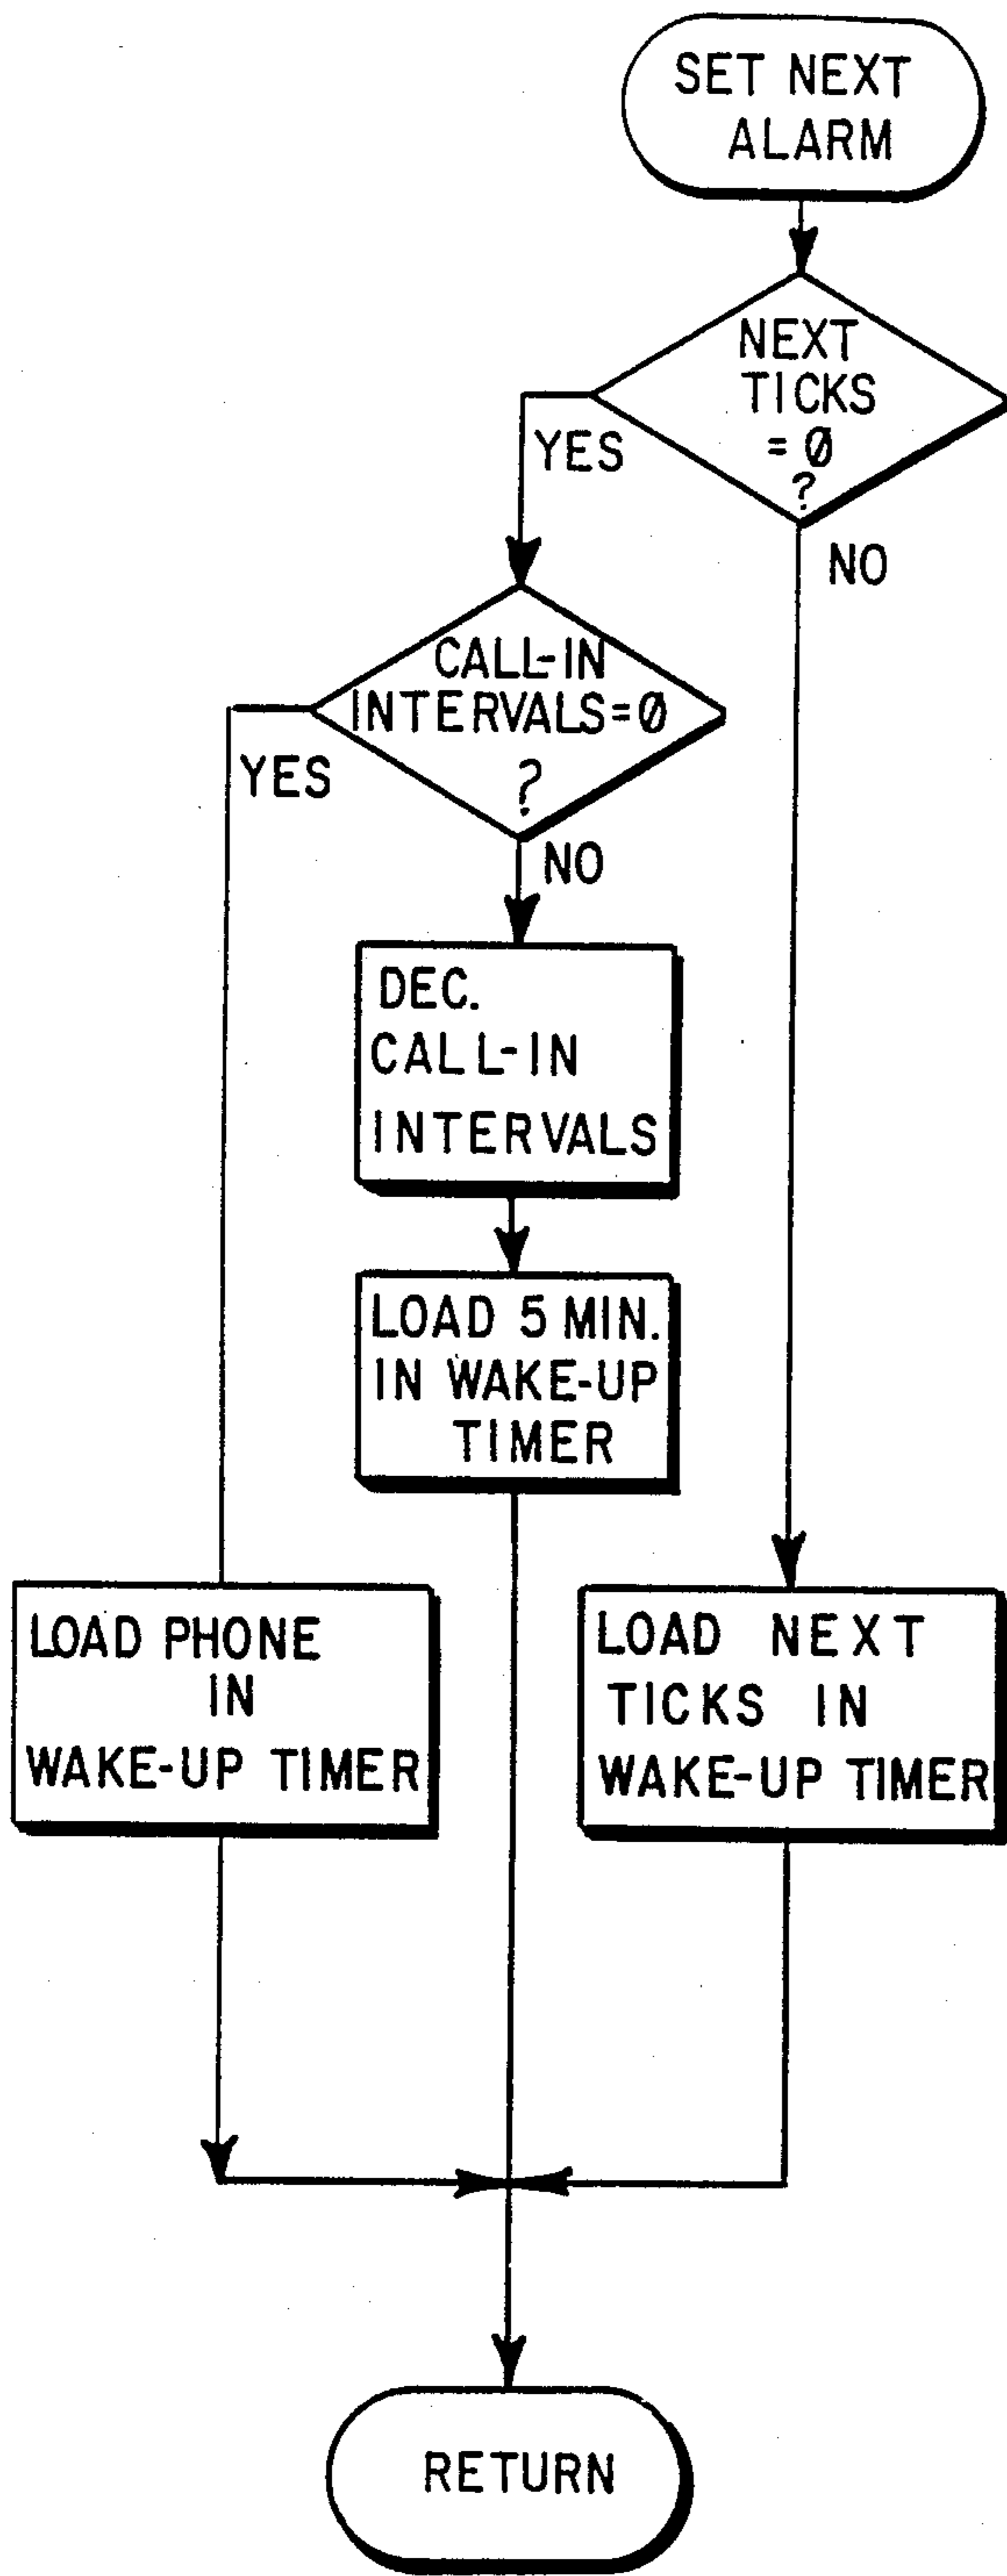 SET NEXT
ALARM
NEXT
TICKS
= Ø
?
YES
NO
CALL-IN
INTERVALS = Ø
?
YES
NO
DEC.
CALL-IN
INTERVALS
LOAD 5 MIN.
IN WAKE-UP
TIMER
LOAD PHONE
IN
WAKE-UP TIMER
LOAD NEXT
TICKS IN
WAKE-UP TIMER
RETURN